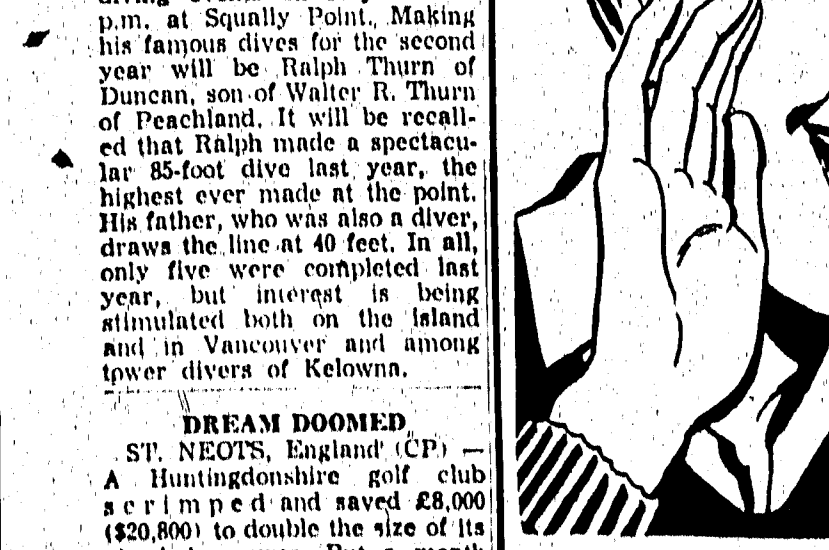 p.m. at Squally Point. Making
his famous dives for the second
year will be Ralph Thurn of
Duncan, son of Walter R. Thurn
of Peachland. It will be recall-
ed that Ralph made a spectacu-
lar 85-foot dive last year, the
highest ever made at the point.
His father, who was also a diver,
draws the line at 40 feet. In all,
only five were completed last
year, but interest is being
stimulated both on the island
and in Vancouver and among
tower divers of Kelowna.
DREAM DOOMED
ST. NEOTS, England (CP) —
A Huntingdonshire golf club
scrimped and saved £8,000
($20,800) to double the size of its
But a month